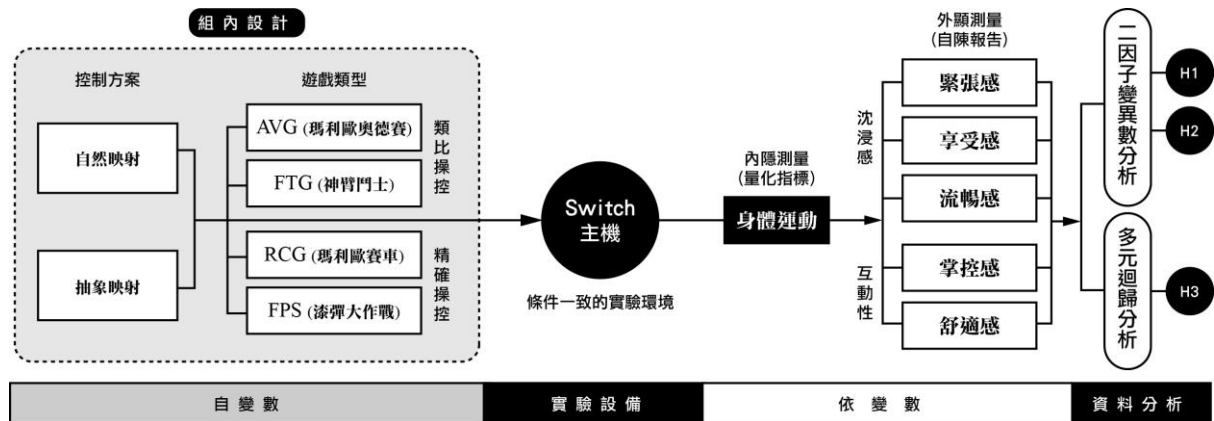 組內設計
控制方案
遊戲類型
自然映射
抽象映射
AVG (瑪利歐奧德賽)
FTG (神臂鬥士)
類比操控
RCG (瑪利歐賽車)
FPS (漆彈大作戰)
精確操控
Switch
主機
條件一致的實驗環境
內隱測量
(量化指標)
身體運動
外顯測量
(自陳報告)
沈浸感
互動性
緊張感
享受感
流暢感
掌控感
舒適感
二因子變異數分析
多元迴歸分析
H1
H2
H3
自變數
實驗設備
依變數
資料分析